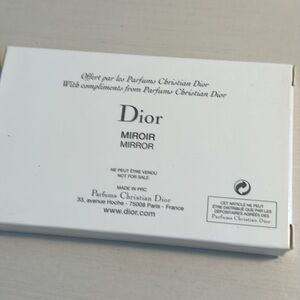 Offert par les Parfums Christian Dior
With compliments from Parfums Christian Dior
Dior
MIROIR
MIRROR
NE PEUT ÊTRE VENDU
NOT FOR SALE
MADE IN PRC
Parfums Christian Dior
33, avenue Hoche - 75008 Paris - France
www.dior.com
CET ARTICLE NE PEUT
ÊTRE DISTRIBUÉ QUE PAR LES
DÉPOSITAIRES AGRÉÉS DES
Parfums Christian Dior